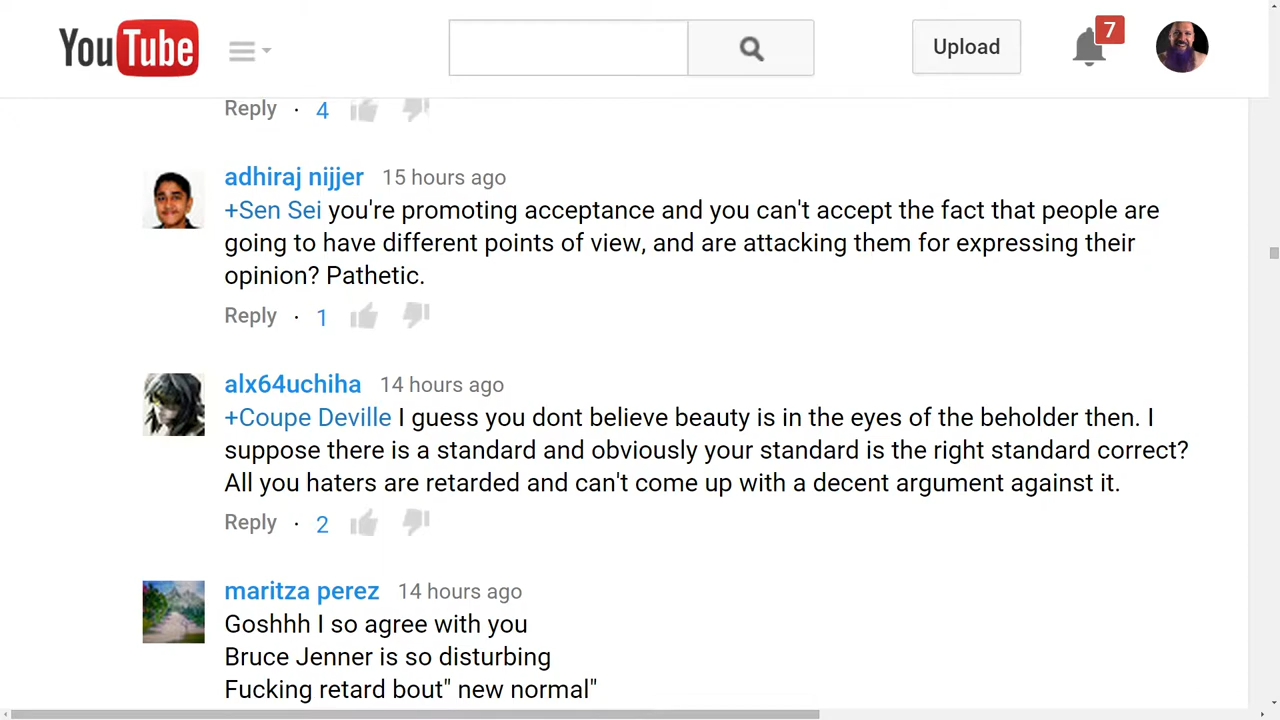 YouTube
Upload
7
Reply · 4
adhiraj nijjer 15 hours ago
+Sen Sei you're promoting acceptance and you can't accept the fact that people are
going to have different points of view, and are attacking them for expressing their
opinion? Pathetic.
Reply · 1
alx64uchiha 14 hours ago
+Coupe Deville I guess you dont believe beauty is in the eyes of the beholder then. I
suppose there is a standard and obviously your standard is the right standard correct?
All you haters are retarded and can't come up with a decent argument against it.
Reply · 2
maritza perez 14 hours ago
Goshhh I so agree with you
Bruce Jenner is so disturbing
Fucking retard bout" new normal"